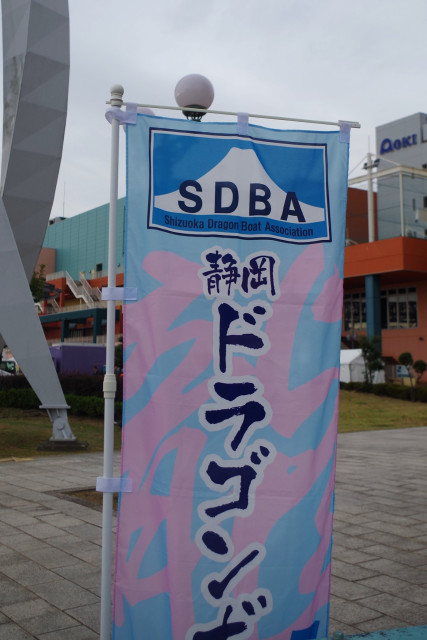 SDBA
Shizuoka Dragon Boat Association
静岡
ドラゴン
AOKI